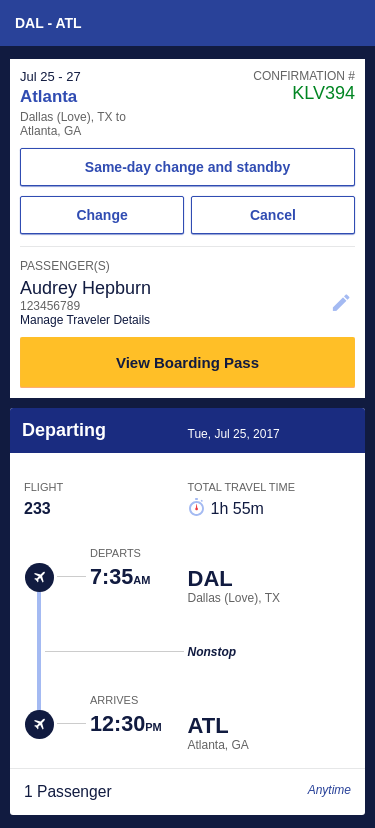 DAL - ATL
Jul 25 - 27
CONFIRMATION #
Atlanta
KLV394
Dallas (Love), TX to
Atlanta, GA
Same-day change and standby
Change
Cancel
PASSENGER(S)
Audrey Hepburn
123456789
Manage Traveler Details
View Boarding Pass
Departing
Tue, Jul 25, 2017
FLIGHT
TOTAL TRAVEL TIME
233
1h 55m
DEPARTS
7:35AM
DAL
Dallas (Love), TX
Nonstop
ARRIVES
12:30PM
ATL
Atlanta, GA
1 Passenger
Anytime